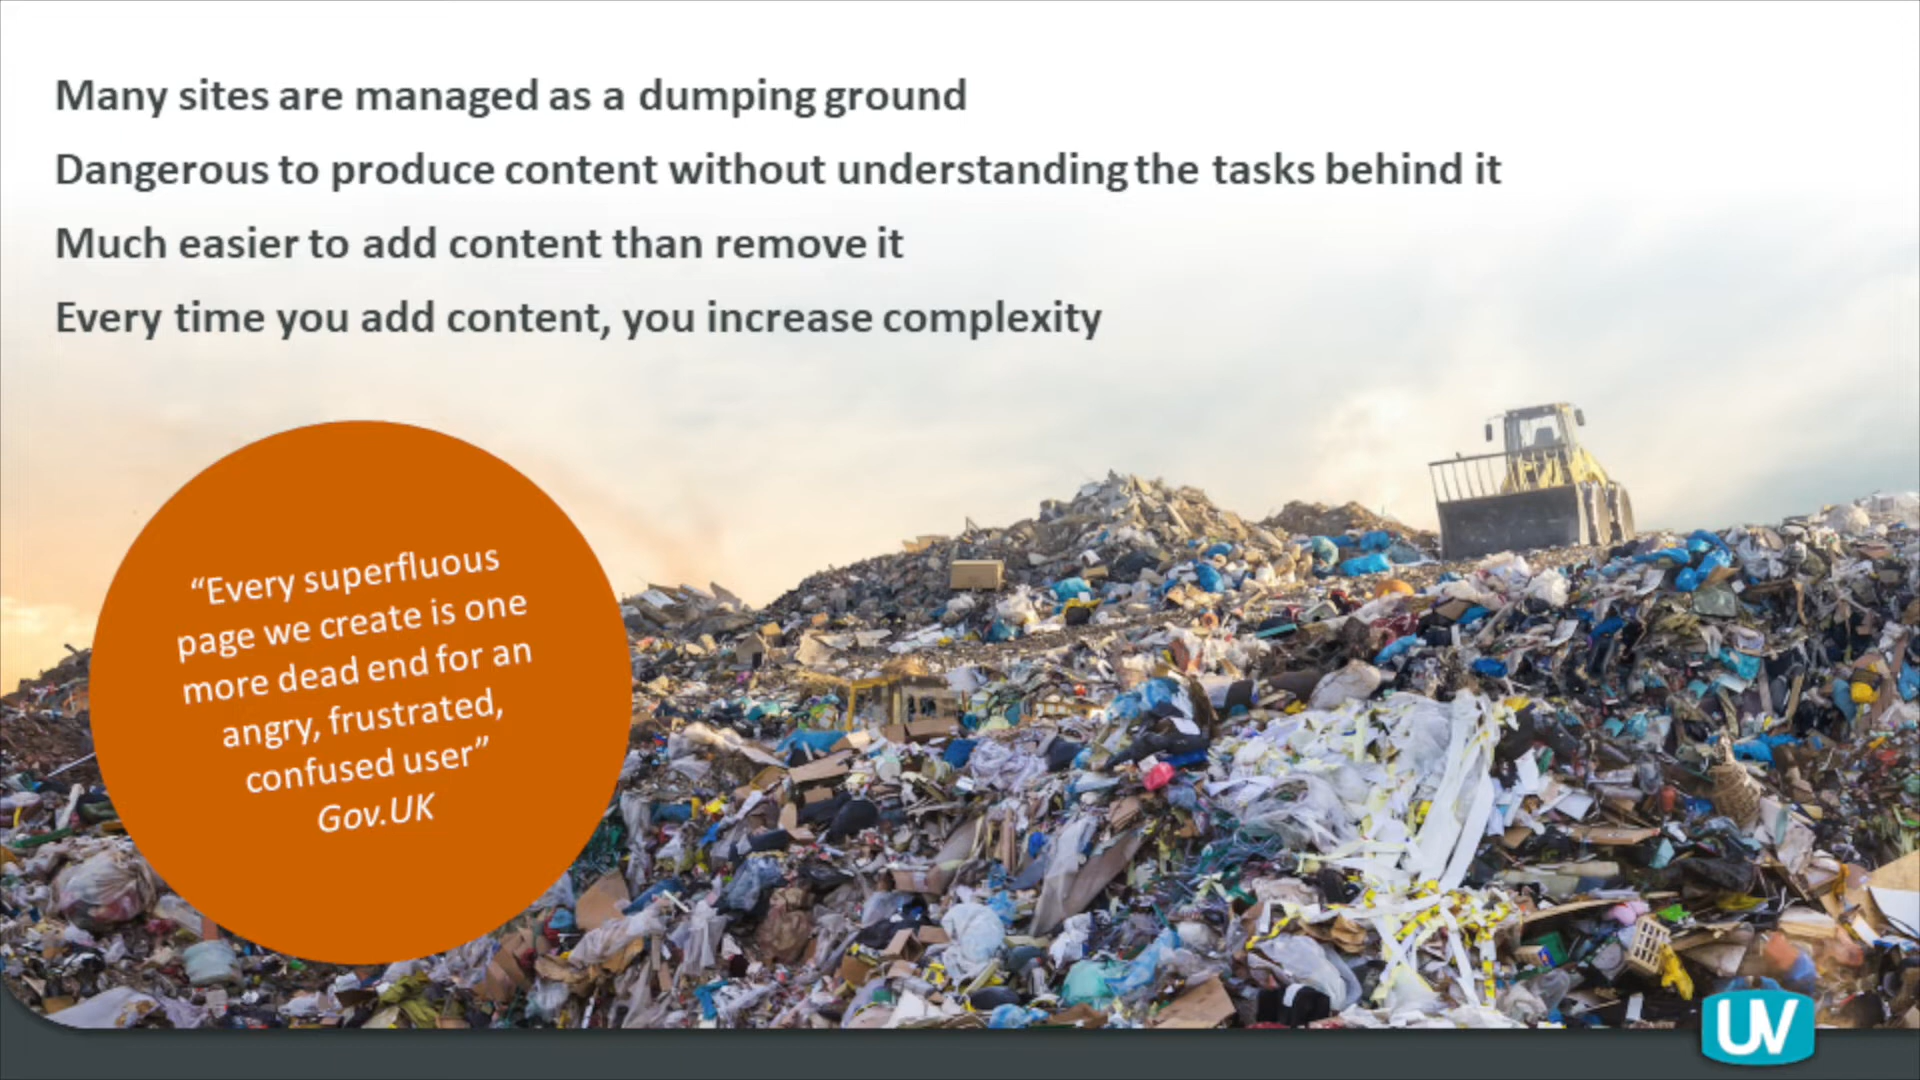 Many sites are managed as a dumping ground
Dangerous to produce content without understanding the tasks behind it
Much easier to add content than remove it
Every time you add content, you increase complexity
“Every superfluous
page we create is one
more dead end for an
angry, frustrated,
confused user”
Gov.UK
UV